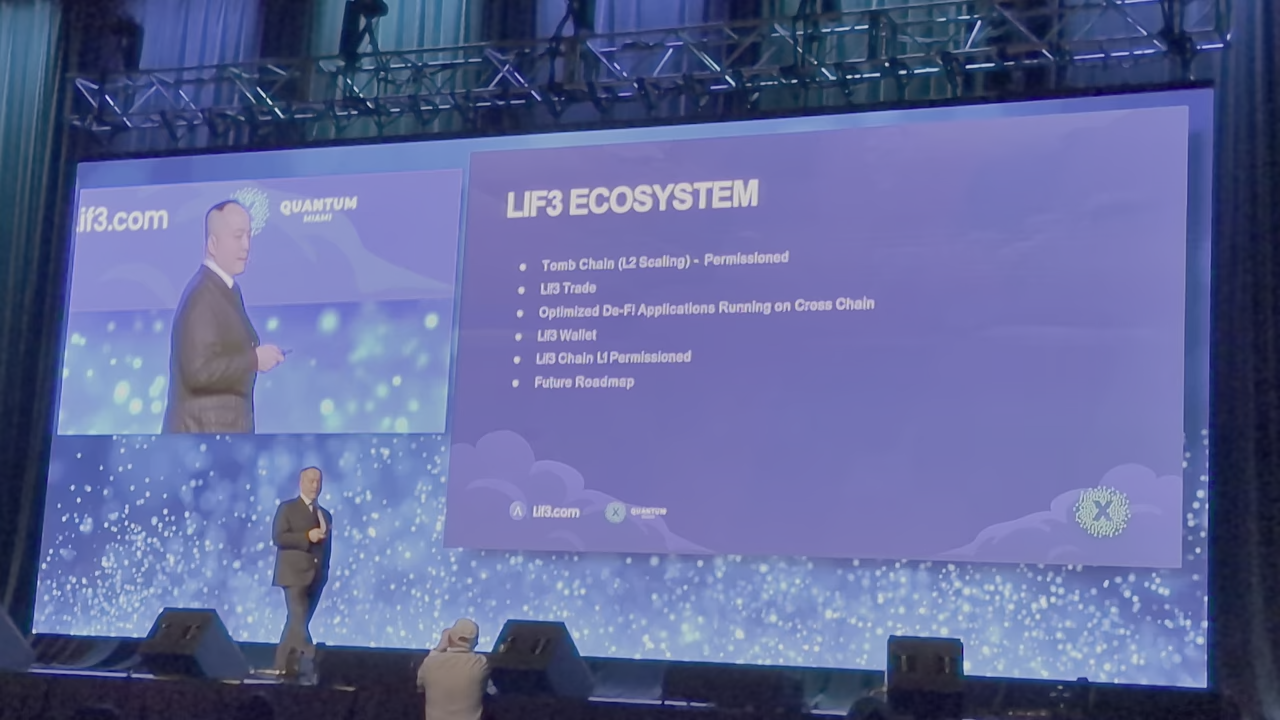 Lif3.com
QUANTUM
MIAMI
LIF3 ECOSYSTEM
Tomb Chain (L2 Scaling) - Permissioned
Lif3 Trade
Optimized De-Fi Applications Running on Cross Chain
Lif3 Wallet
Lif3 Chain L1 Permissioned
Future Roadmap
Lif3.com
QUANTUM